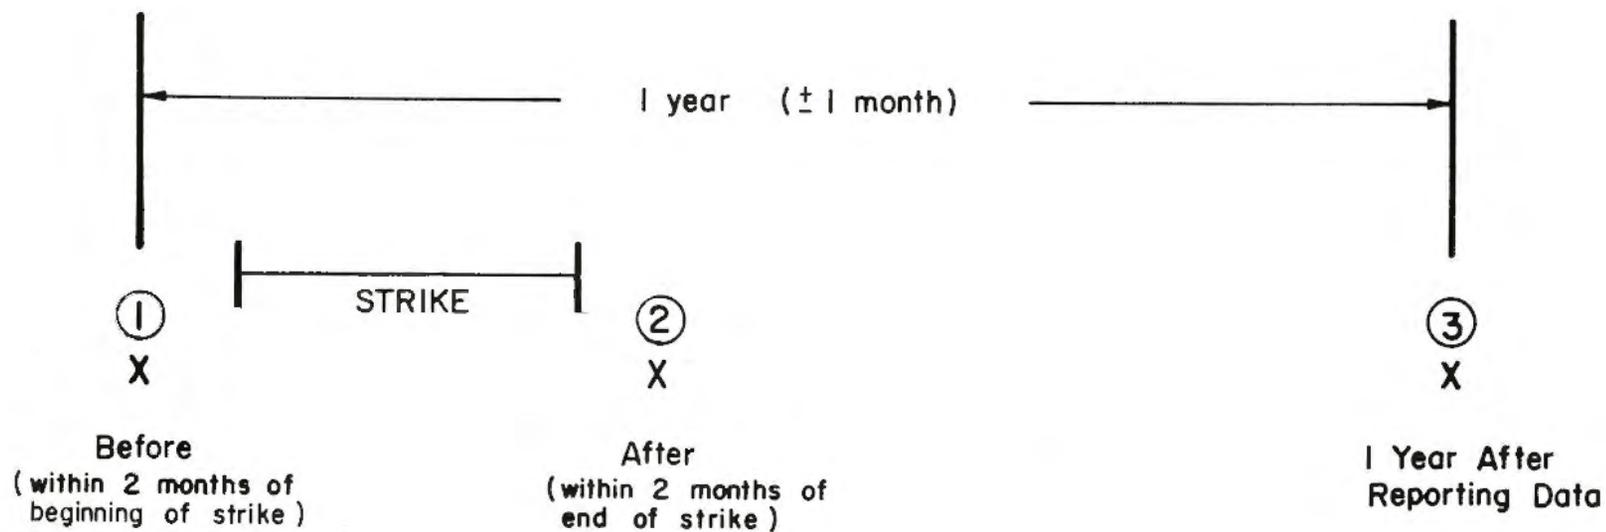 1 year (± 1 month)
STRIKE
1
2
3
X
X
X
Before
(within 2 months of
beginning of strike)
After
(within 2 months of
end of strike)
1 Year After
Reporting Data